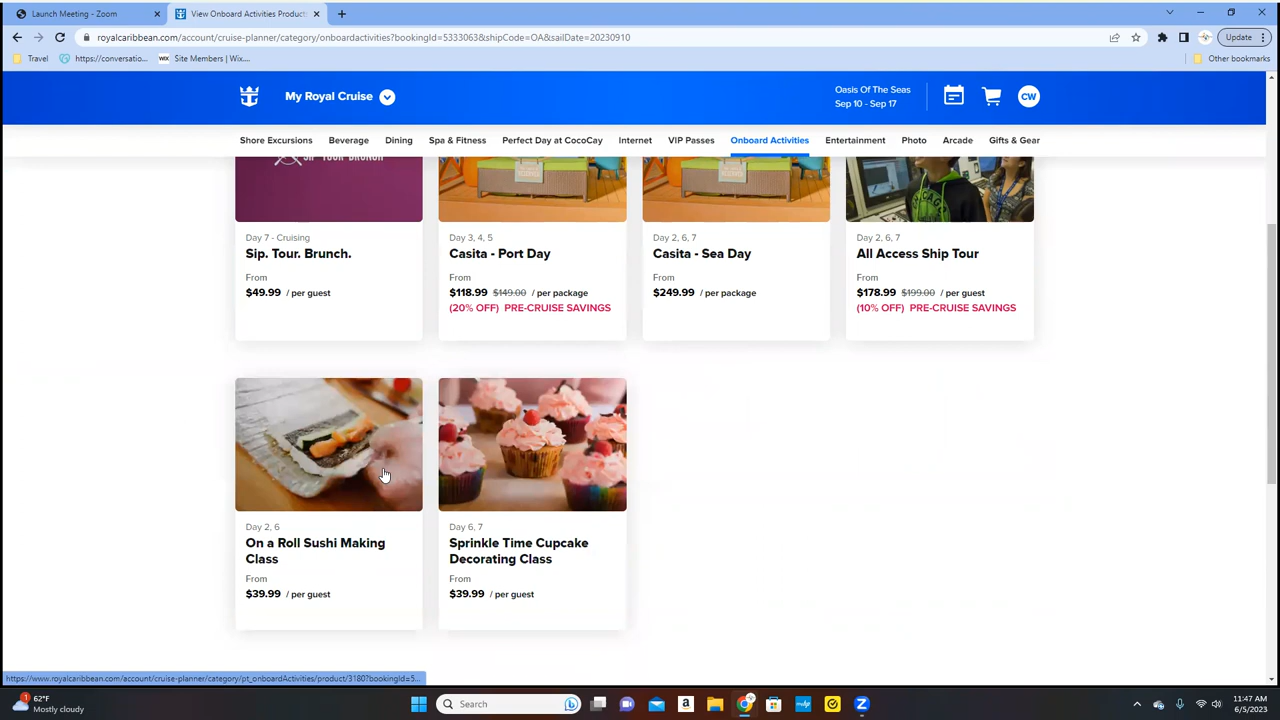 Launch Meeting - Zoom
View Onboard Activities Product
royalcaribbean.com/account/cruise-planner/category/onboardactivities?bookingId=5333063&shipCode=OA&sailDate=20230910
Update
Travel
https://conversatio...
WiX
Site Members | Wix....
Other bookmarks
My Royal Cruise
Oasis Of The Seas
Sep 10 - Sep 17
CW
Shore Excursions
Beverage
Dining
Spa & Fitness
Perfect Day at CocoCay
Internet
VIP Passes
Onboard Activities
Entertainment
Photo
Arcade
Gifts & Gear
SIP TOUR BRUNCH
Day 7 - Cruising
Sip. Tour. Brunch.
From
$49.99 / per guest
Day 3, 4, 5
Casita - Port Day
From
$118.99 $149.00 / per package
(20% OFF) PRE-CRUISE SAVINGS
Day 2, 6, 7
Casita - Sea Day
From
$249.99 / per package
Day 2, 6, 7
All Access Ship Tour
From
$178.99 $199.00 / per guest
(10% OFF) PRE-CRUISE SAVINGS
Day 2, 6
On a Roll Sushi Making
Class
From
$39.99 / per guest
Day 6, 7
Sprinkle Time Cupcake
Decorating Class
From
$39.99 / per guest
https://www.royalcaribbean.com/account/cruise-planner/category/pt_onboardActivities/product/3180?bookingId=5...
1
62°F
Mostly cloudy
Search
11:47 AM
6/5/2023